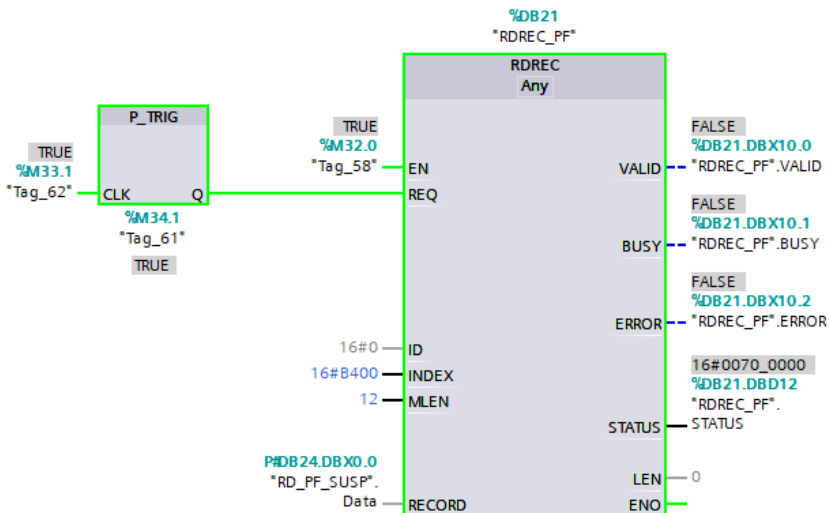 %DB21
"RDREC_PF"
RDREC
Any
P_TRIG
TRUE
%M33.1
"Tag_62"
CLK
Q
%M34.1
"Tag_61"
TRUE
TRUE
%M32.0
"Tag_58"
EN
REQ
16#0
ID
16#B400
INDEX
12
MLEN
P#DB24.DBX0.0
"RD_PF_SUSP".
Data
RECORD
FALSE
%DB21.DBX10.0
VALID
"RDREC_PF".VALID
FALSE
%DB21.DBX10.1
BUSY
"RDREC_PF".BUSY
FALSE
%DB21.DBX10.2
ERROR
"RDREC_PF".ERROR
16#0070_0000
%DB21.DBD12
"RDREC_PF".
STATUS
STATUS
LEN
0
ENO